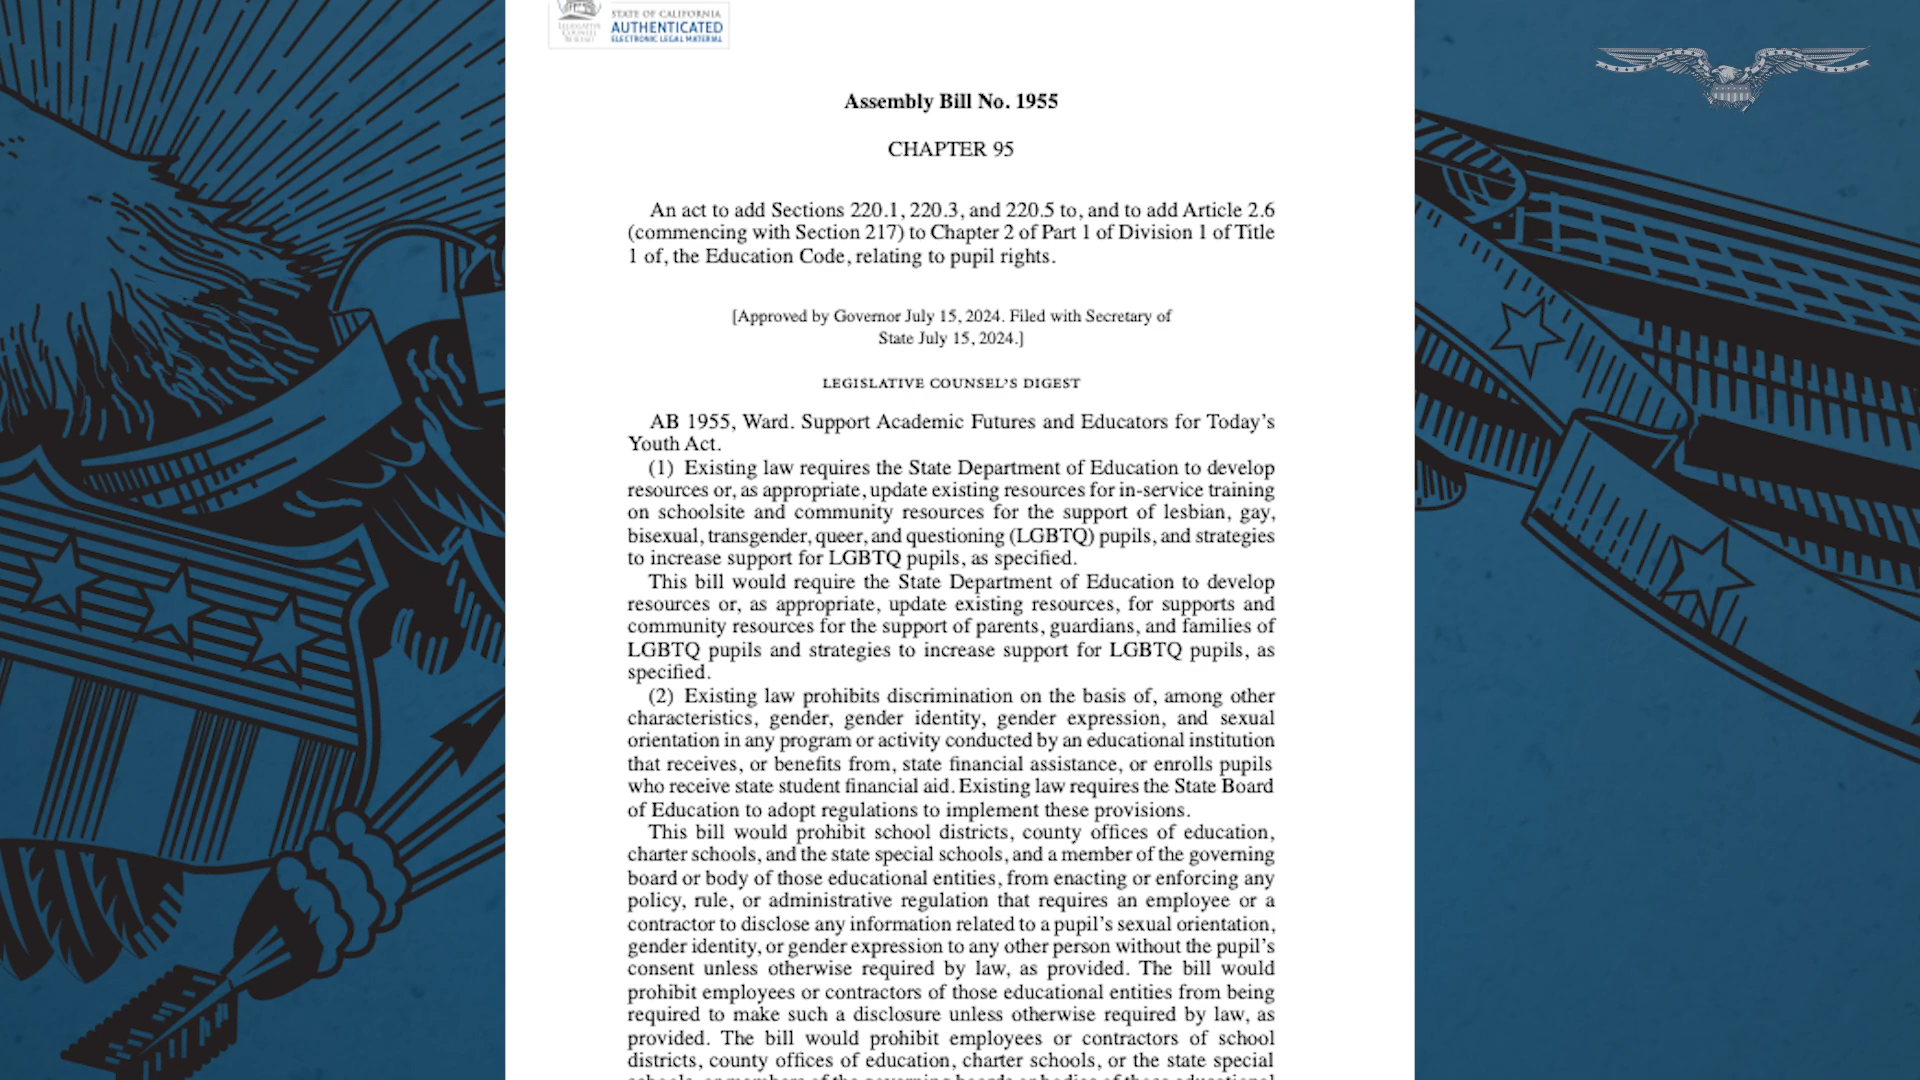 STATE OF CALIFORNIA
AUTHENTICATED
ELECTRONIC LEGAL MATERIAL
LEGISLATIVE
COUNSEL
BUREAU
Assembly Bill No. 1955
CHAPTER 95
An act to add Sections 220.1, 220.3, and 220.5 to, and to add Article 2.6
(commencing with Section 217) to Chapter 2 of Part 1 of Division 1 of Title
1 of, the Education Code, relating to pupil rights.
[Approved by Governor July 15, 2024. Filed with Secretary of
State July 15, 2024.]
LEGISLATIVE COUNSEL'S DIGEST
AB 1955, Ward. Support Academic Futures and Educators for Today's
Youth Act.
(1) Existing law requires the State Department of Education to develop
resources or, as appropriate, update existing resources for in-service training
on schoolsite and community resources for the support of lesbian, gay,
bisexual, transgender, queer, and questioning (LGBTQ) pupils, and strategies
to increase support for LGBTQ pupils, as specified.
This bill would require the State Department of Education to develop
resources or, as appropriate, update existing resources, for supports and
community resources for the support of parents, guardians, and families of
LGBTQ pupils and strategies to increase support for LGBTQ pupils, as
specified.
(2) Existing law prohibits discrimination on the basis of, among other
characteristics, gender, gender identity, gender expression, and sexual
orientation in any program or activity conducted by an educational institution
that receives, or benefits from, state financial assistance, or enrolls pupils
who receive state student financial aid. Existing law requires the State Board
of Education to adopt regulations to implement these provisions.
This bill would prohibit school districts, county offices of education,
charter schools, and the state special schools, and a member of the governing
board or body of those educational entities, from enacting or enforcing any
policy, rule, or administrative regulation that requires an employee or a
contractor to disclose any information related to a pupil's sexual orientation,
gender identity, or gender expression to any other person without the pupil's
consent unless otherwise required by law, as provided. The bill would
prohibit employees or contractors of those educational entities from being
required to make such a disclosure unless otherwise required by law, as
provided. The bill would prohibit employees or contractors of school
districts, county offices of education, charter schools, or the state special